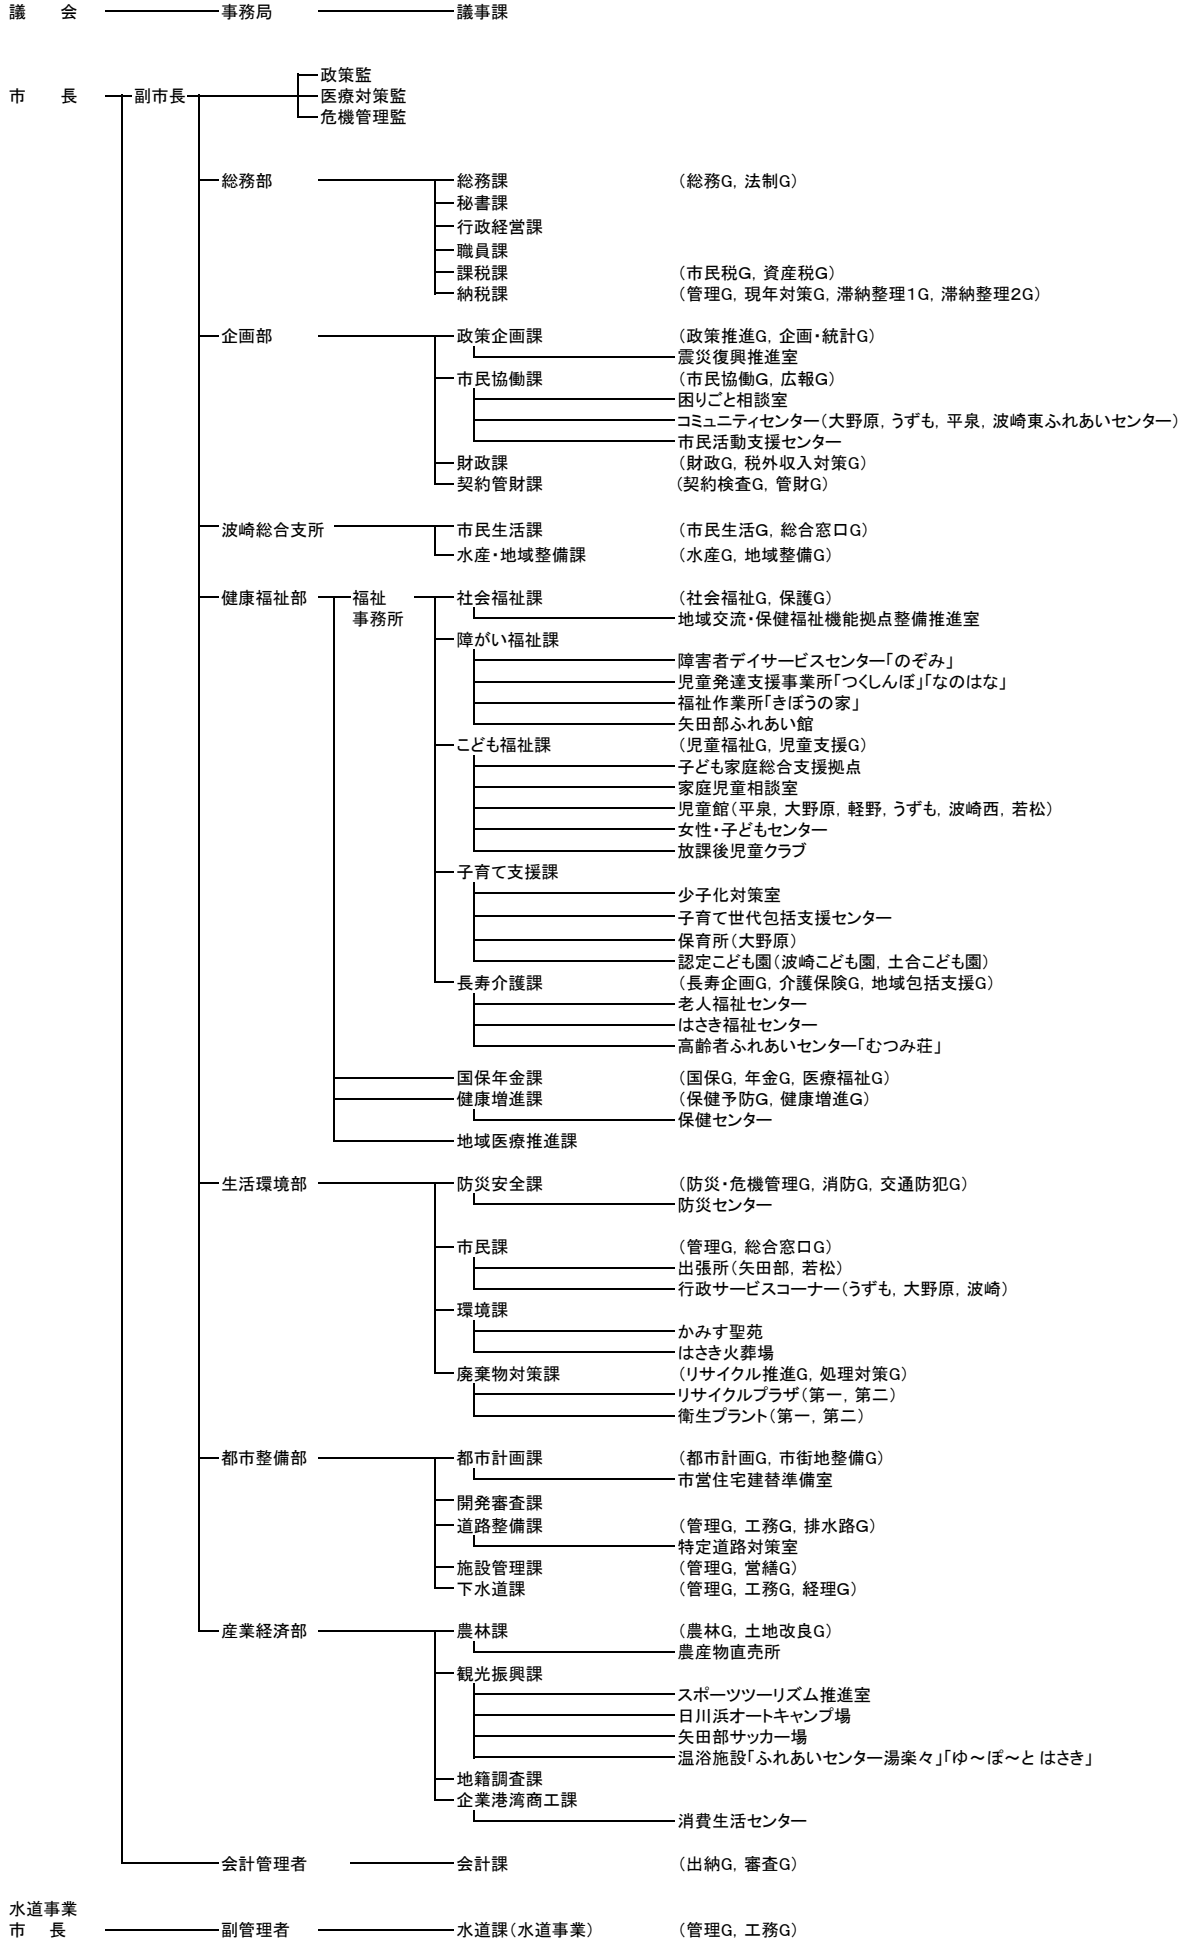 議　会　事務局　議事課
政策監
市　長　副市長　医療対策監
危機管理監
総務部　総務課　（総務G，法制G）
秘書課
行政経営課
職員課
課税課　（市民税G，資産税G）
納税課　（管理G，現年対策G，滞納整理1G，滞納整理2G）
企画部　政策企画課　（政策推進G，企画・統計G）
震災復興推進室
市民協働課　（市民協働G，広報G）
困りごと相談室
コミュニティセンター（大野原，うずも，平泉，波崎東ふれあいセンター）
市民活動支援センター
財政課　（財政G，税外収入対策G）
契約管財課　（契約検査G，管財G）
波崎総合支所　市民生活課　（市民生活G，総合窓口G）
水産・地域整備課　（水産G，地域整備G）
健康福祉部　福祉　社会福祉課　（社会福祉G，保護G）
事務所　地域交流・保健福祉機能拠点整備推進室
障がい福祉課
障害者デイサービスセンター「のぞみ」
児童発達支援事業所「つくしんぼ」「なのはな」
福祉作業所「きぼうの家」
矢田部ふれあい館
こども福祉課　（児童福祉G，児童支援G）
子ども家庭総合支援拠点
家庭児童相談室
児童館（平泉，大野原，軽野，うずも，波崎西，若松）
女性・子どもセンター
放課後児童クラブ
子育て支援課
少子化対策室
子育て世代包括支援センター
保育所（大野原）
認定こども園（波崎こども園，土合こども園）
長寿介護課　（長寿企画G，介護保険G，地域包括支援G）
老人福祉センター
はさき福祉センター
高齢者ふれあいセンター「むつみ荘」
国保年金課　（国保G，年金G，医療福祉G）
健康増進課　（保健予防G，健康増進G）
保健センター
地域医療推進課
生活環境部　防災安全課　（防災・危機管理G，消防G，交通防犯G）
防災センター
市民課　（管理G，総合窓口G）
出張所（矢田部，若松）
行政サービスコーナー（うずも，大野原，波崎）
環境課
かみす聖苑
はさき火葬場
廃棄物対策課　（リサイクル推進G，処理対策G）
リサイクルプラザ（第一，第二）
衛生プラント（第一，第二）
都市整備部　都市計画課　（都市計画G，市街地整備G）
市営住宅建替準備室
開発審査課
道路整備課　（管理G，工務G，排水路G）
特定道路対策室
施設管理課　（管理G，営繕G）
下水道課　（管理G，工務G，経理G）
産業経済部　農林課　（農林G，土地改良G）
農産物直売所
観光振興課
スポーツツーリズム推進室
日川浜オートキャンプ場
矢田部サッカー場
温浴施設「ふれあいセンター湯楽々」「ゆ～ぽ～と はさき」
地籍調査課
企業港湾商工課
消費生活センター
会計管理者　会計課　（出納G，審査G）
水道事業
市　長　副管理者　水道課（水道事業）　（管理G，工務G）